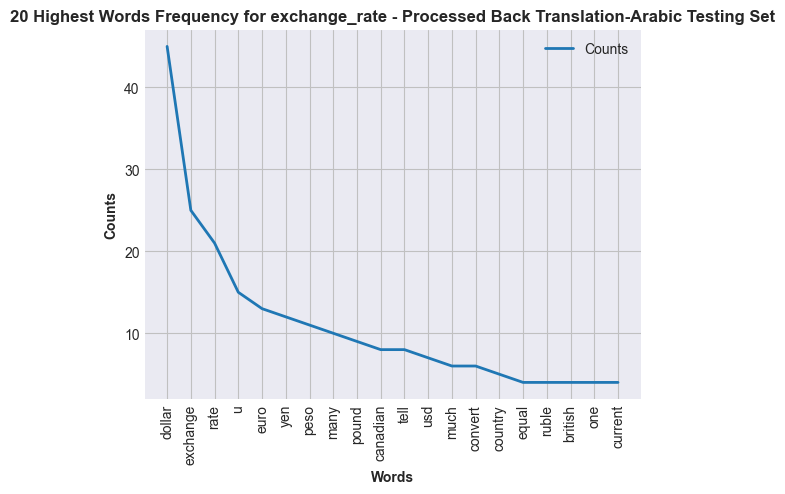 20 Highest Words Frequency for exchange_rate - Processed Back Translation-Arabic Testing Set
Counts
40
30
20
10
Counts
dollar
exchange
rate
u
euro
yen
peso
many
pound
canadian
tell
usd
much
convert
country
equal
ruble
british
one
current
Words